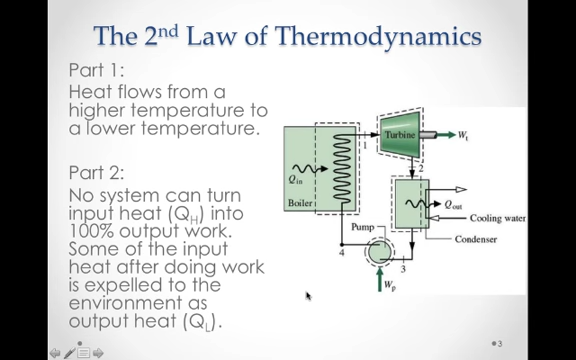 The 2nd Law of Thermodynamics
Part 1:
Heat flows from a
higher temperature to
a lower temperature.
Part 2:
No system can turn
input heat (QH) into
100% output work.
Some of the input
heat after doing work
is expelled to the
environment as
output heat (QL).
Turbine
Wt
1
2
Qin
Boiler
Qout
Cooling water
Pump
Condenser
4
3
Wp
3